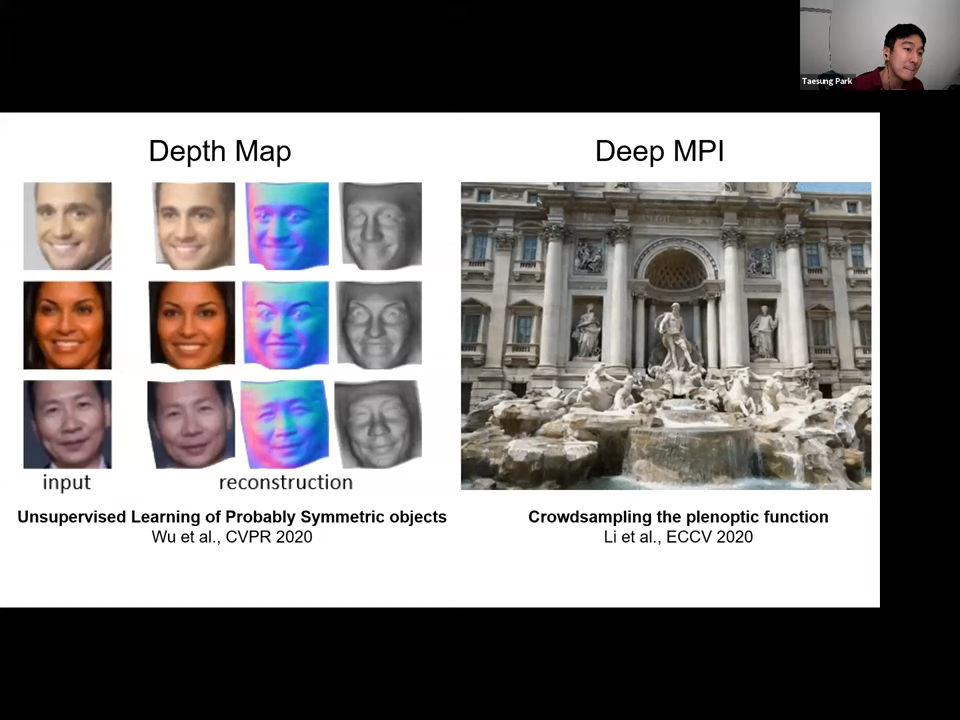 Taesung Park
Depth Map
Deep MPI
input
reconstruction
Unsupervised Learning of Probably Symmetric objects
Wu et al., CVPR 2020
Crowdsampling the plenoptic function
Li et al., ECCV 2020